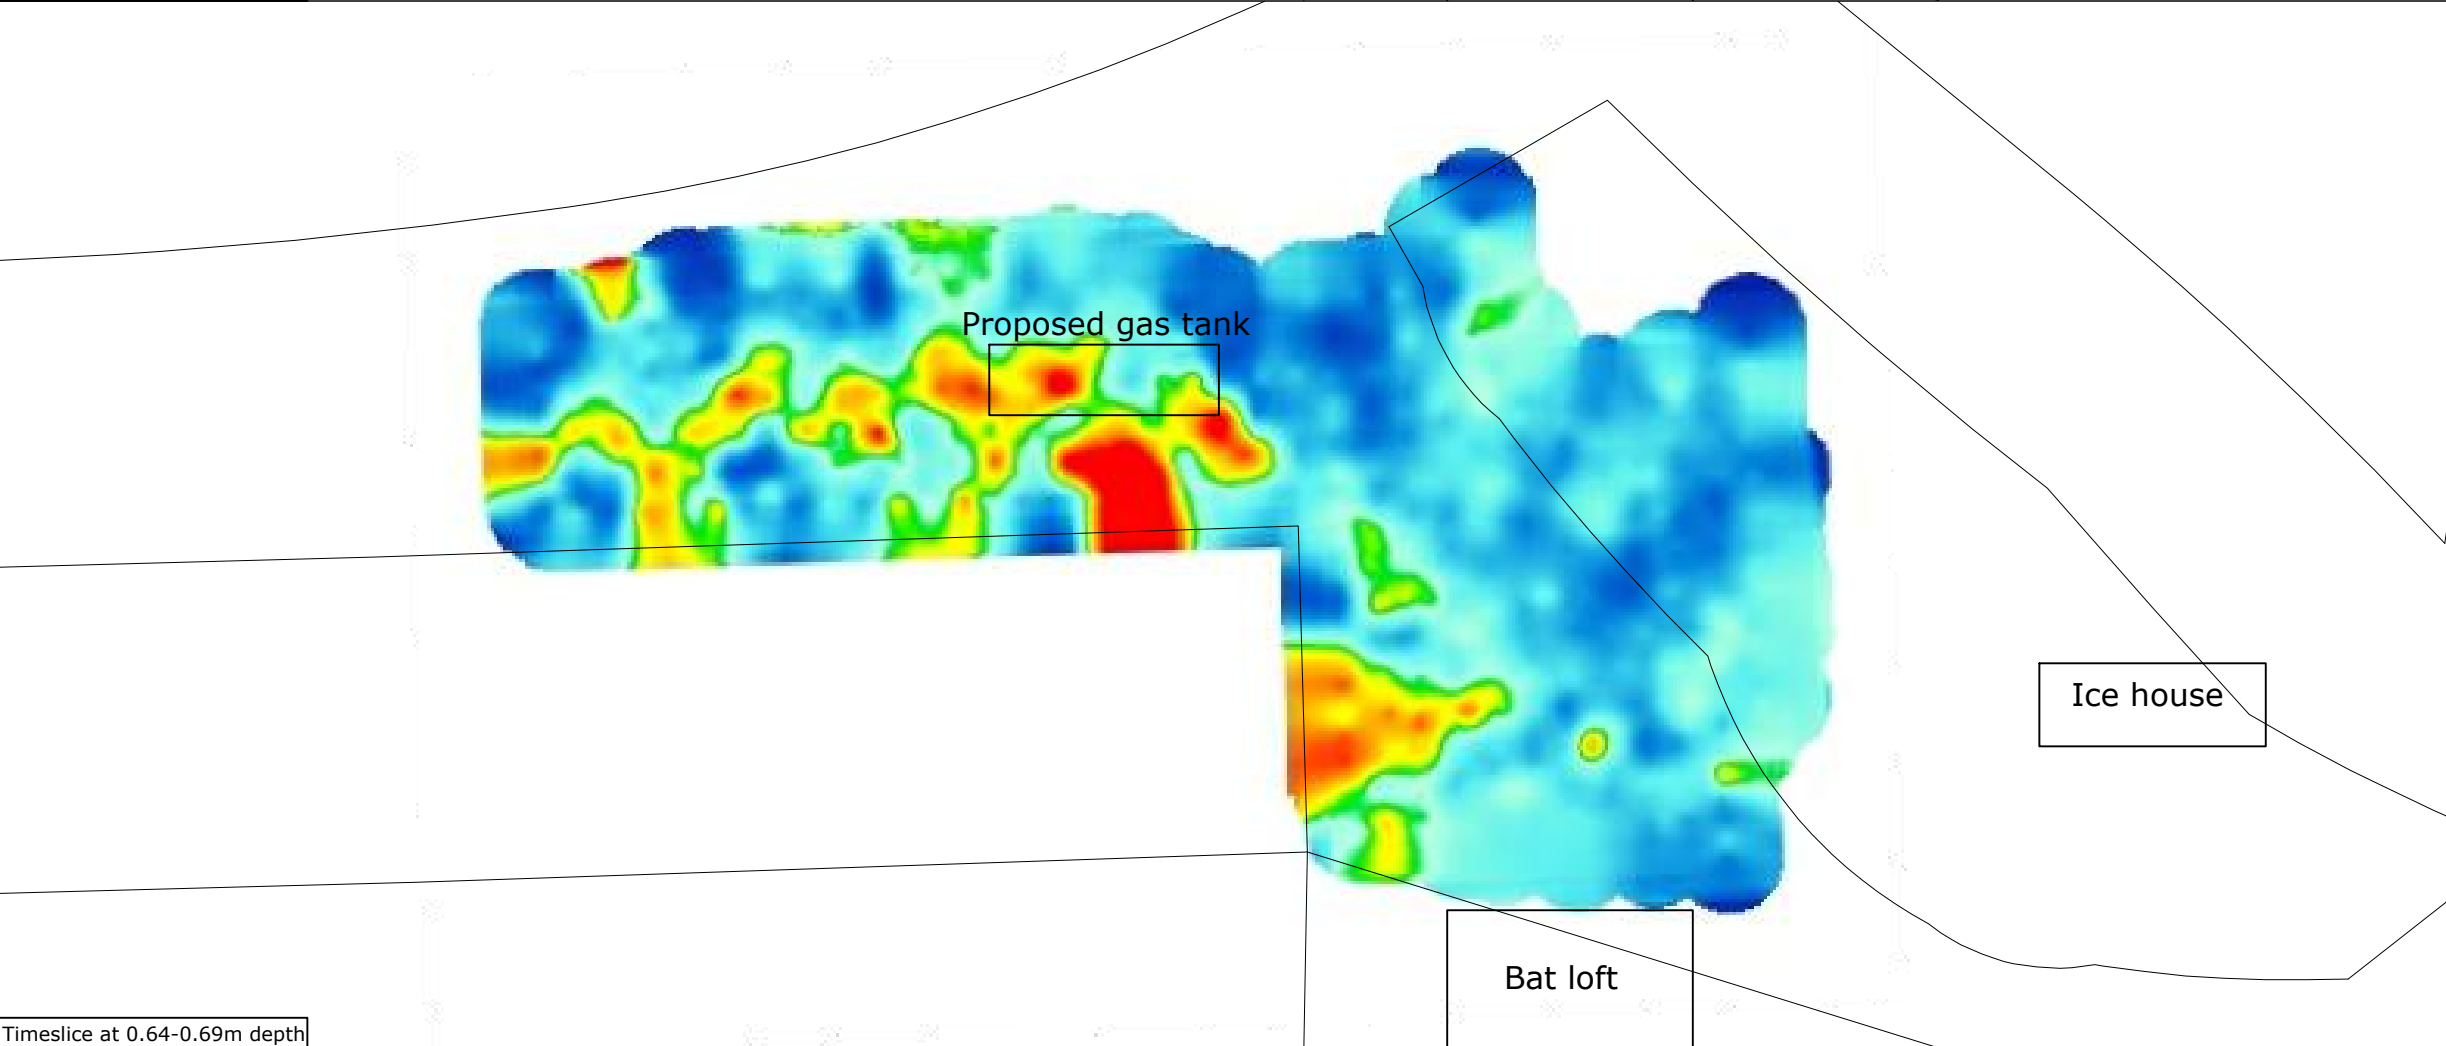 Proposed gas tank
Ice house
Bat loft
Timeslice at 0.64-0.69m depth